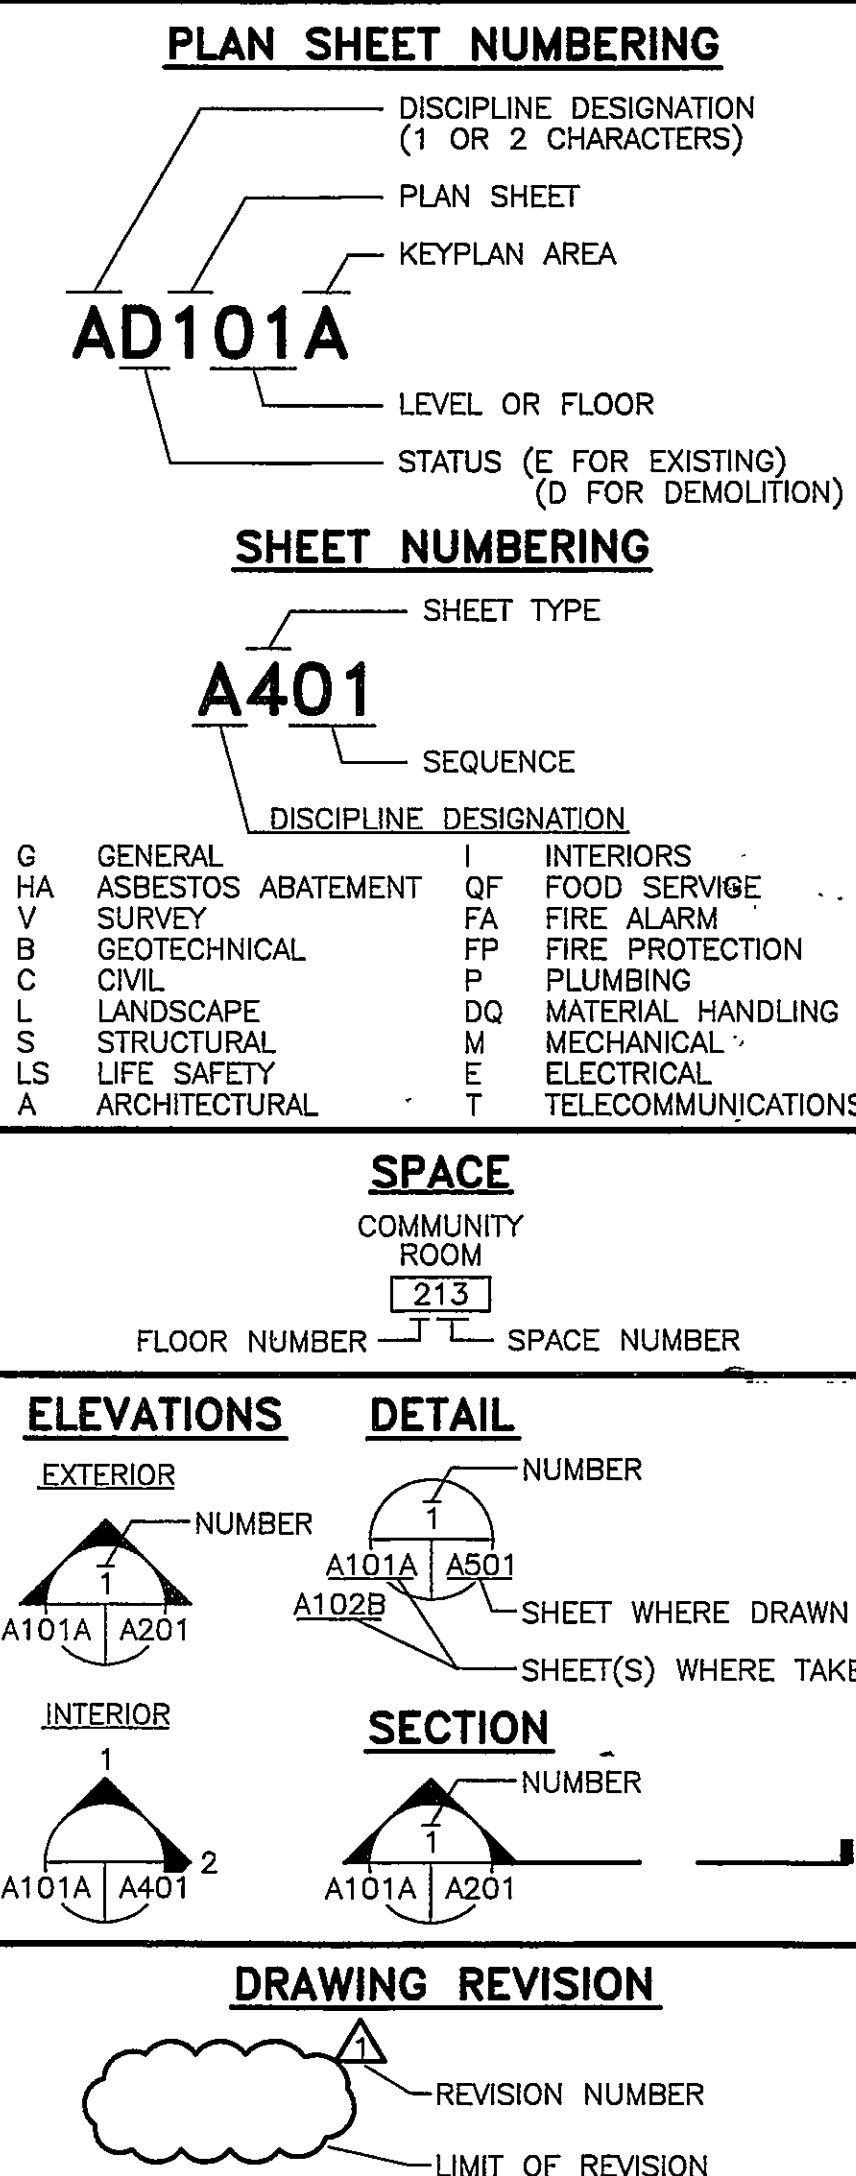 PLAN SHEET NUMBERING
DISCIPLINE DESIGNATION
(1 OR 2 CHARACTERS)
PLAN SHEET
KEYPLAN AREA
AD101A
LEVEL OR FLOOR
STATUS (E FOR EXISTING)
(D FOR DEMOLITION)
SHEET NUMBERING
SHEET TYPE
A401
SEQUENCE
DISCIPLINE DESIGNATION
G GENERAL I INTERIORS
HA ASBESTOS ABATEMENT QF FOOD SERVICE
V SURVEY FA FIRE ALARM
B GEOTECHNICAL FP FIRE PROTECTION
C CIVIL P PLUMBING
L LANDSCAPE DQ MATERIAL HANDLING
S STRUCTURAL M MECHANICAL
LS LIFE SAFETY E ELECTRICAL
A ARCHITECTURAL T TELECOMMUNICATIONS
SPACE
COMMUNITY
ROOM
213
FLOOR NUMBER SPACE NUMBER
ELEVATIONS DETAIL
EXTERIOR NUMBER
NUMBER 1
1 A101A A501
A101A A201 A102B SHEET WHERE DRAWN
SHEET(S) WHERE TAKE
INTERIOR SECTION
1 NUMBER
1
2
A101A A401 A101A A201
DRAWING REVISION
1
REVISION NUMBER
LIMIT OF REVISION